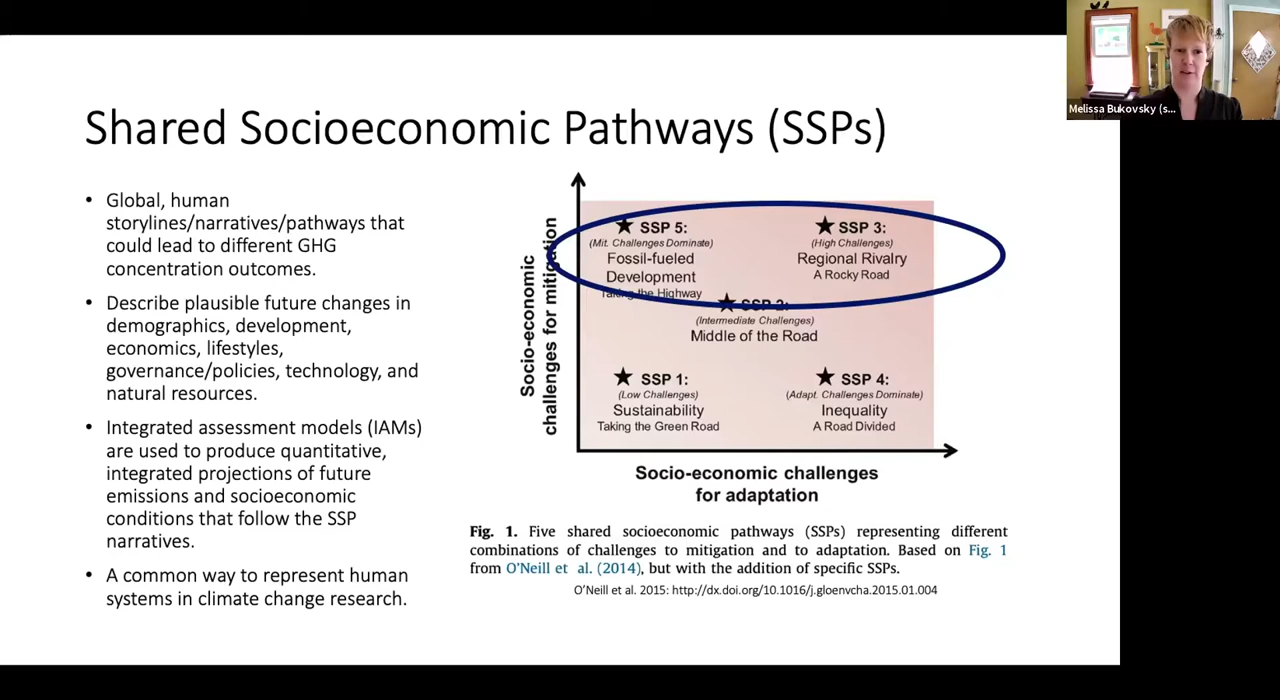 Melissa Bukovsky (s...
Shared Socioeconomic Pathways (SSPs)
• Global, human
storylines/narratives/pathways that
could lead to different GHG
concentration outcomes.
• Describe plausible future changes in
demographics, development,
economics, lifestyles,
governance/policies, technology, and
natural resources.
• Integrated assessment models (IAMs)
are used to produce quantitative,
integrated projections of future
emissions and socioeconomic
conditions that follow the SSP
narratives.
• A common way to represent human
systems in climate change research.
Socio-economic
challenges for mitigation
★ SSP 5:
(Mit. Challenges Dominate)
Fossil-fueled
Development
Taking the Highway
★ SSP 3:
(High Challenges)
Regional Rivalry
A Rocky Road
★ SSP 2:
(Intermediate Challenges)
Middle of the Road
★ SSP 1:
(Low Challenges)
Sustainability
Taking the Green Road
★ SSP 4:
(Adapt. Challenges Dominate)
Inequality
A Road Divided
Socio-economic challenges
for adaptation
Fig. 1. Five shared socioeconomic pathways (SSPs) representing different
combinations of challenges to mitigation and to adaptation. Based on Fig. 1
from O'Neill et al. (2014), but with the addition of specific SSPs.
O'Neill et al. 2015: http://dx.doi.org/10.1016/j.gloenvcha.2015.01.004